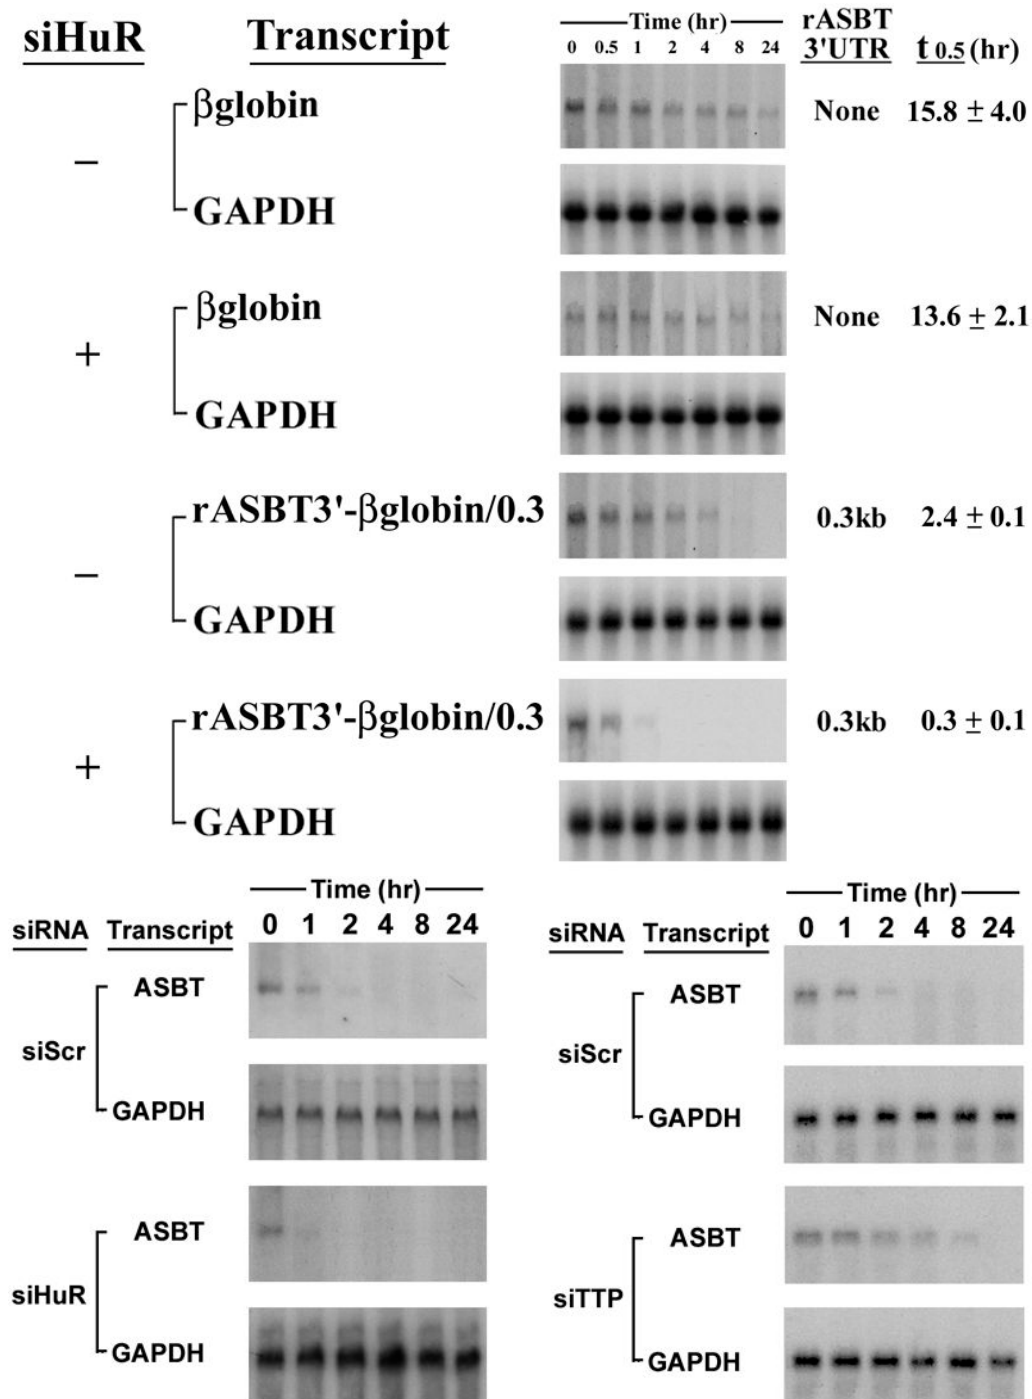 siHuR Transcript Time (hr) rASBT 3'UTR t 0.5 (hr)
0 0.5 1 2 4 8 24
βglobin None 15.8 ± 4.0
−
GAPDH
βglobin None 13.6 ± 2.1
+
GAPDH
rASBT3'-βglobin/0.3 0.3kb 2.4 ± 0.1
−
GAPDH
rASBT3'-βglobin/0.3 0.3kb 0.3 ± 0.1
+
GAPDH
Time (hr)
siRNA Transcript 0 1 2 4 8 24
ASBT
siScr
GAPDH
ASBT
siHuR
GAPDH
Time (hr)
siRNA Transcript 0 1 2 4 8 24
ASBT
siScr
GAPDH
ASBT
siTTP
GAPDH